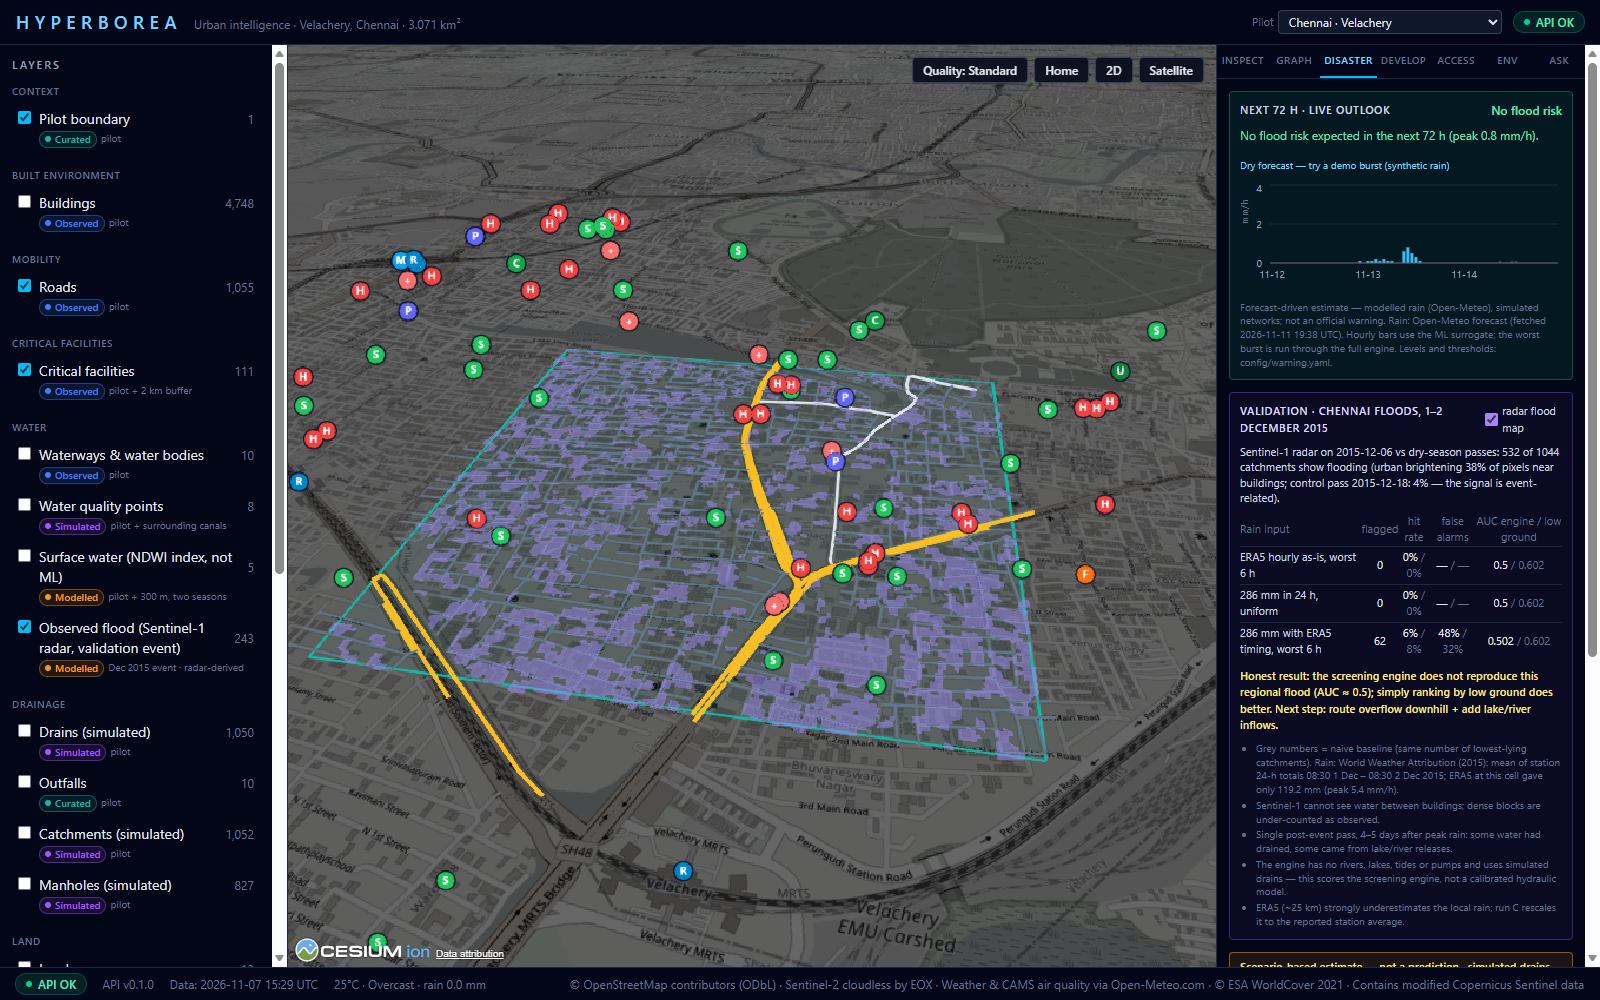 HYPERBOREA
Urban intelligence · Velachery, Chennai · 3.071 km²
Pilot
Chennai · Velachery
API OK
LAYERS
CONTEXT
Pilot boundary 1
Curated pilot
BUILT ENVIRONMENT
Buildings 4,748
Observed pilot
MOBILITY
Roads 1,055
Observed pilot
CRITICAL FACILITIES
Critical facilities 111
Observed pilot + 2 km buffer
WATER
Waterways & water bodies 10
Observed pilot
Water quality points 8
Simulated pilot + surrounding canals
Surface water (NDWI index, not ML) 5
Modelled pilot + 300 m, two seasons
Observed flood (Sentinel-1 radar, validation event) 243
Modelled Dec 2015 event · radar-derived
DRAINAGE
Drains (simulated) 1,050
Simulated pilot
Outfalls 10
Curated pilot
Catchments (simulated) 1,052
Simulated pilot
Manholes (simulated) 827
Simulated pilot
LAND
Quality: Standard
Home
2D
Satellite
Bhuvaneswary
Nagar
3rd Main Road
Velachery MRTS
Perungudi Station Road
SH48
Velachery
MRTS
Velachery
EMU Carshed
Velachery MRTS
CESIUM ion
Data attribution
INSPECT GRAPH DISASTER DEVELOP ACCESS ENV ASK
NEXT 72 H · LIVE OUTLOOK No flood risk
No flood risk expected in the next 72 h (peak 0.8 mm/h).
Dry forecast — try a demo burst (synthetic rain)
mm/h
4
2
0
11-12 11-13 11-14
Forecast-driven estimate — modelled rain (Open-Meteo), simulated
networks; not an official warning. Rain: Open-Meteo forecast (fetched
2026-11-11 19:38 UTC). Hourly bars use the ML surrogate; the worst
burst is run through the full engine. Levels and thresholds:
config/warning.yaml.
VALIDATION · CHENNAI FLOODS, 1–2
DECEMBER 2015
radar flood
map
Sentinel-1 radar on 2015-12-06 vs dry-season passes: 532 of 1044
catchments show flooding (urban brightening 38% of pixels near
buildings; control pass 2015-12-18: 4% — the signal is event-
related).
Rain input flagged hit rate false alarms AUC engine / low ground
ERA5 hourly as-is, worst 6 h 0 0% / 0% — / — 0.5 / 0.602
286 mm in 24 h, uniform 0 0% / 0% — / — 0.5 / 0.602
286 mm with ERA5 timing, worst 6 h 62 6% / 8% 48% / 32% 0.502 / 0.602
Honest result: the screening engine does not reproduce this
regional flood (AUC ≈ 0.5); simply ranking by low ground does
better. Next step: route overflow downhill + add lake/river
inflows.
Grey numbers = naive baseline (same number of lowest-lying
catchments). Rain: World Weather Attribution (2015): mean of station
24-h totals 08:30 1 Dec – 08:30 2 Dec 2015; ERA5 at this cell gave
only 119.2 mm (peak 5.4 mm/h).
Sentinel-1 cannot see water between buildings; dense blocks are
under-counted as observed.
Single post-event pass, 4–5 days after peak rain: some water had
drained, some came from lake/river releases.
The engine has no rivers, lakes, tides or pumps and uses simulated
drains — this scores the screening engine, not a calibrated hydraulic
model.
ERA5 (~25 km) strongly underestimates the local rain; run C rescales
it to the reported station average.
Scenario-based estimate — not a prediction · simulated drains
API OK
API v0.1.0
Data: 2026-11-07 15:29 UTC
25°C · Overcast · rain 0.0 mm
© OpenStreetMap contributors (ODbL) · Sentinel-2 cloudless by EOX · Weather & CAMS air quality via Open-Meteo.com · © ESA WorldCover 2021 · Contains modified Copernicus Sentinel data